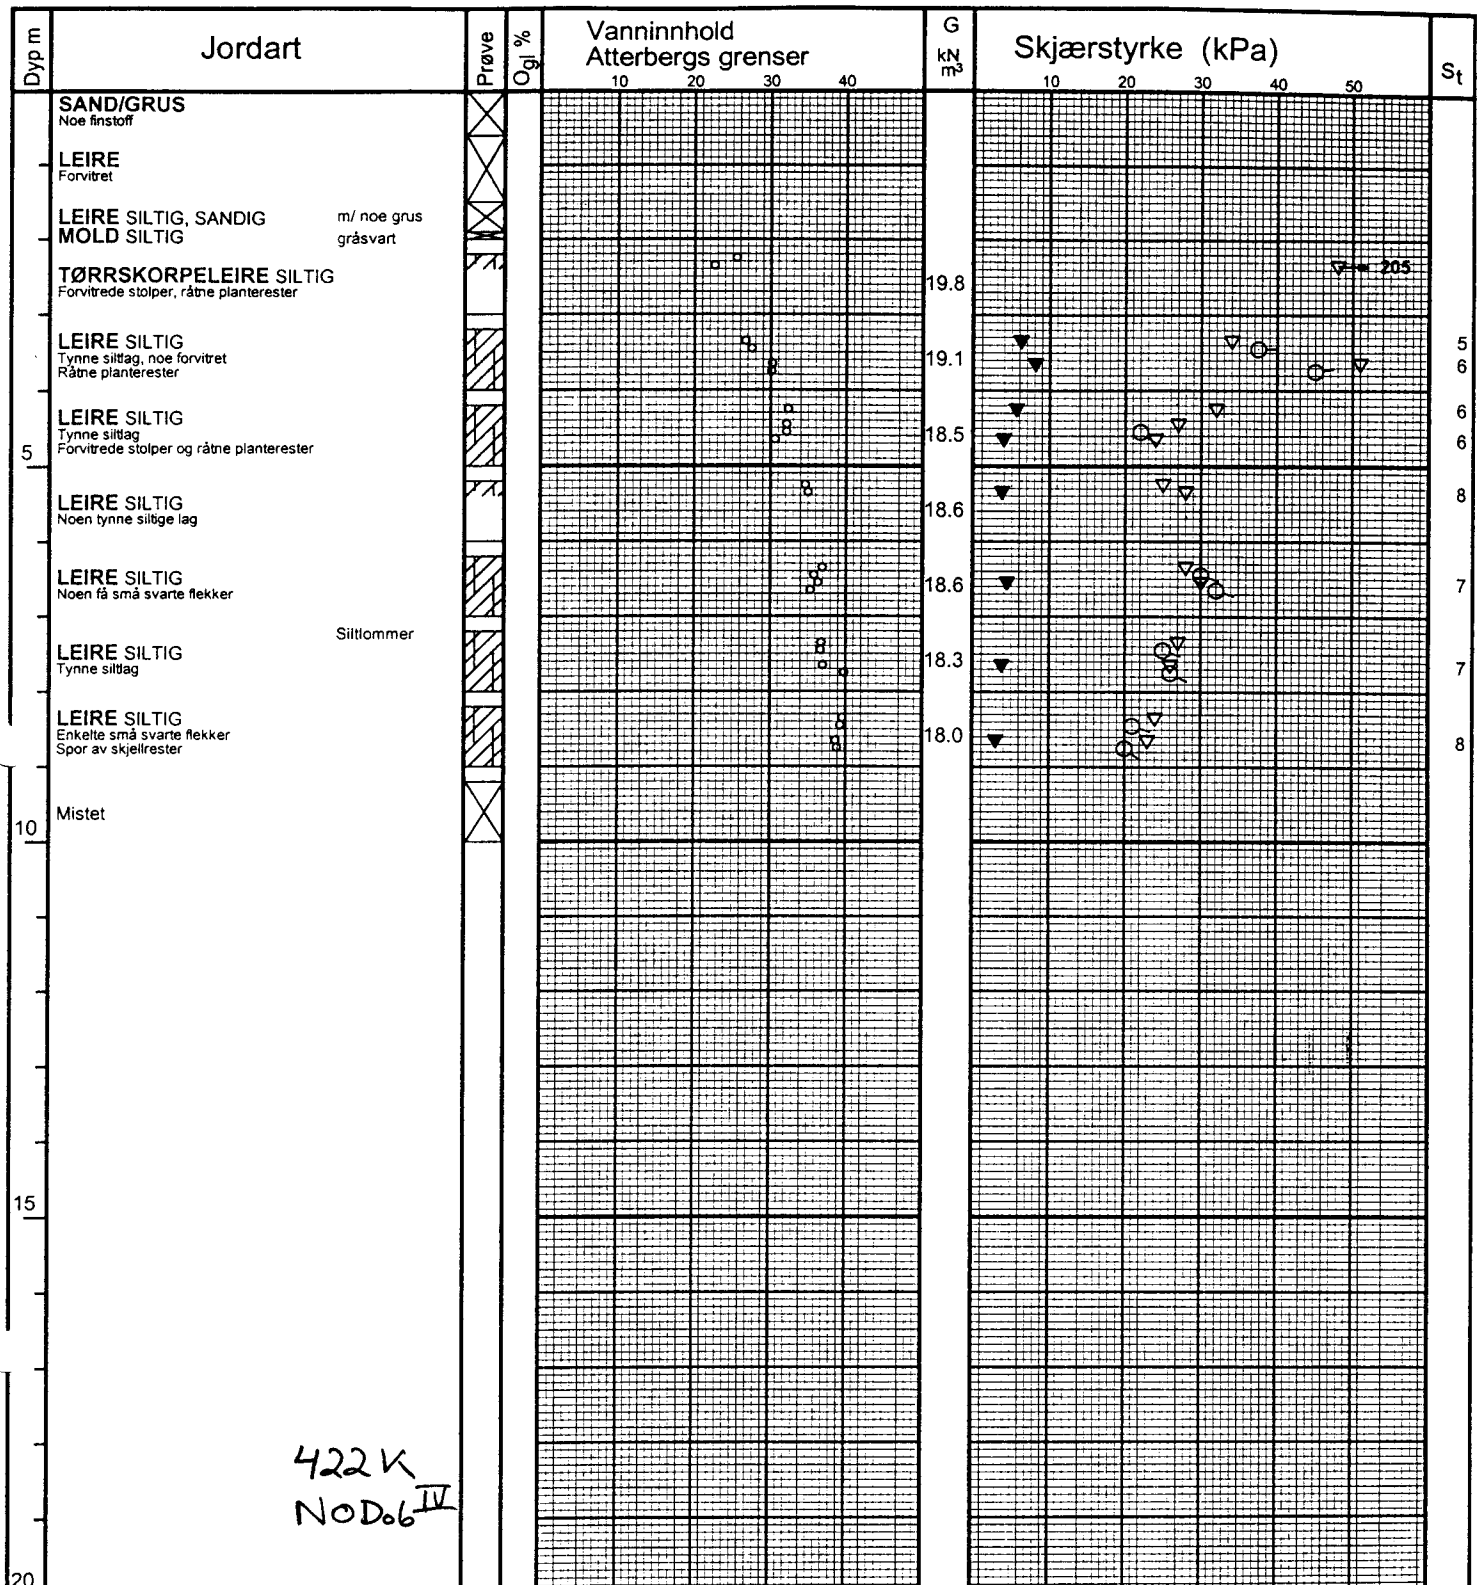 Dyp m
Jordart
Prøve
Ogl %
Vanninnhold
Atterbergs grenser
10 20 30 40
G
kN
m³
Skjærstyrke (kPa)
10 20 30 40 50
St
SAND/GRUS
Noe finstoff
LEIRE
Forvitret
LEIRE SILTIG, SANDIG m/ noe grus
MOLD SILTIG gråsvart
TØRRSKORPELEIRE SILTIG
Forvitrede stolper, råtne planterester
19.8
205
LEIRE SILTIG
Tynne siltlag, noe forvitret
Råtne planterester
19.1
5
6
LEIRE SILTIG
Tynne siltlag
Forvitrede stolper og råtne planterester
5
18.5
6
6
LEIRE SILTIG
Noen tynne siltige lag
18.6
8
LEIRE SILTIG
Noen få små svarte flekker
18.6
7
Siltlommer
LEIRE SILTIG
Tynne siltlag
18.3
7
LEIRE SILTIG
Enkelte små svarte flekker
Spor av skjellrester
18.0
8
Mistet
10
15
422 K
NOD06 IV
20